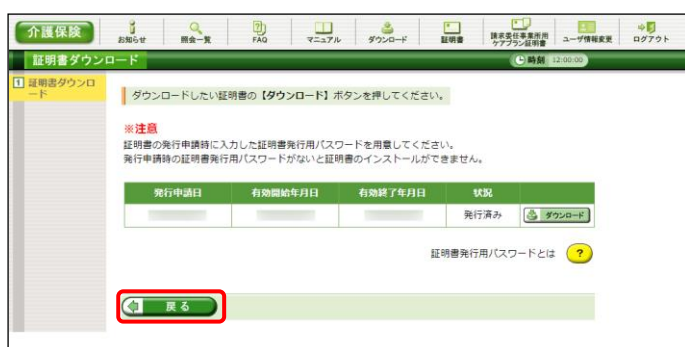 介護保険
お知らせ
照会一覧
FAQ
マニュアル
ダウンロード
証明書
請求委任事業所用
ケアプラン証明書
ユーザ情報変更
ログアウト
証明書ダウンロード
時刻 12:00:00
1 証明書ダウンロ
ード
ダウンロードしたい証明書の【ダウンロード】ボタンを押してください。
※注意
証明書の発行申請時に入力した証明書発行用パスワードを用意してください。
発行申請時の証明書発行用パスワードがないと証明書のインストールができません。
発行申請日 有効開始年月日 有効終了年月日 状況
発行済み ダウンロード
証明書発行用パスワードとは ?
戻る